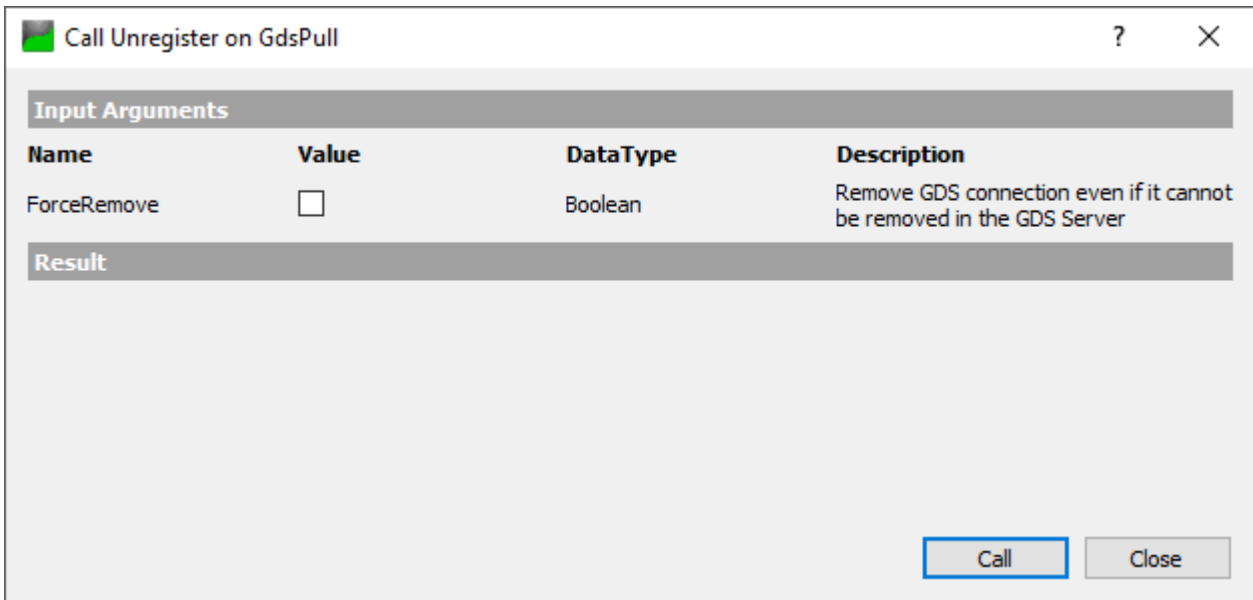 Call Unregister on GdsPull
?
Input Arguments
Name Value DataType Description
ForceRemove Boolean Remove GDS connection even if it cannot
be removed in the GDS Server
Result
Call Close